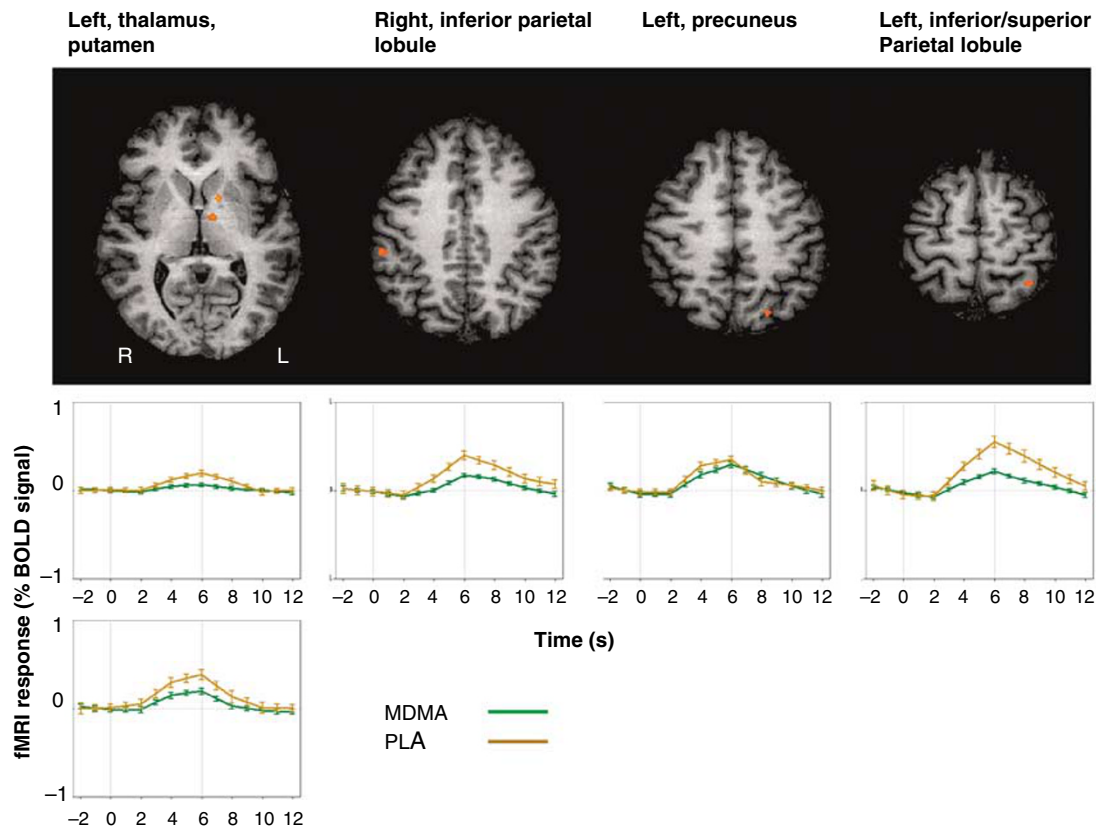 Left, thalamus, putamen
Right, inferior parietal lobule
Left, precuneus
Left, inferior/superior Parietal lobule
R L
fMRI response (% BOLD signal)
1
0
−1
−2 0 2 4 6 8 10 12
−2 0 2 4 6 8 10 12
−2 0 2 4 6 8 10 12
−2 0 2 4 6 8 10 12
Time (s)
1
0
−1
−2 0 2 4 6 8 10 12
MDMA
PLA